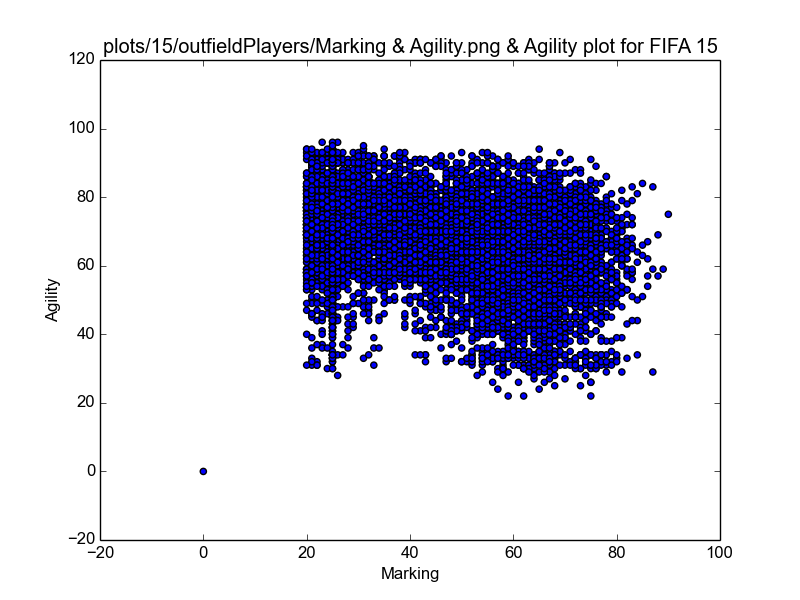 plots/15/outfieldPlayers/Marking & Agility.png & Agility plot for FIFA 15
120
100
80
60
40
20
0
−20
Agility
−20 0 20 40 60 80 100
Marking